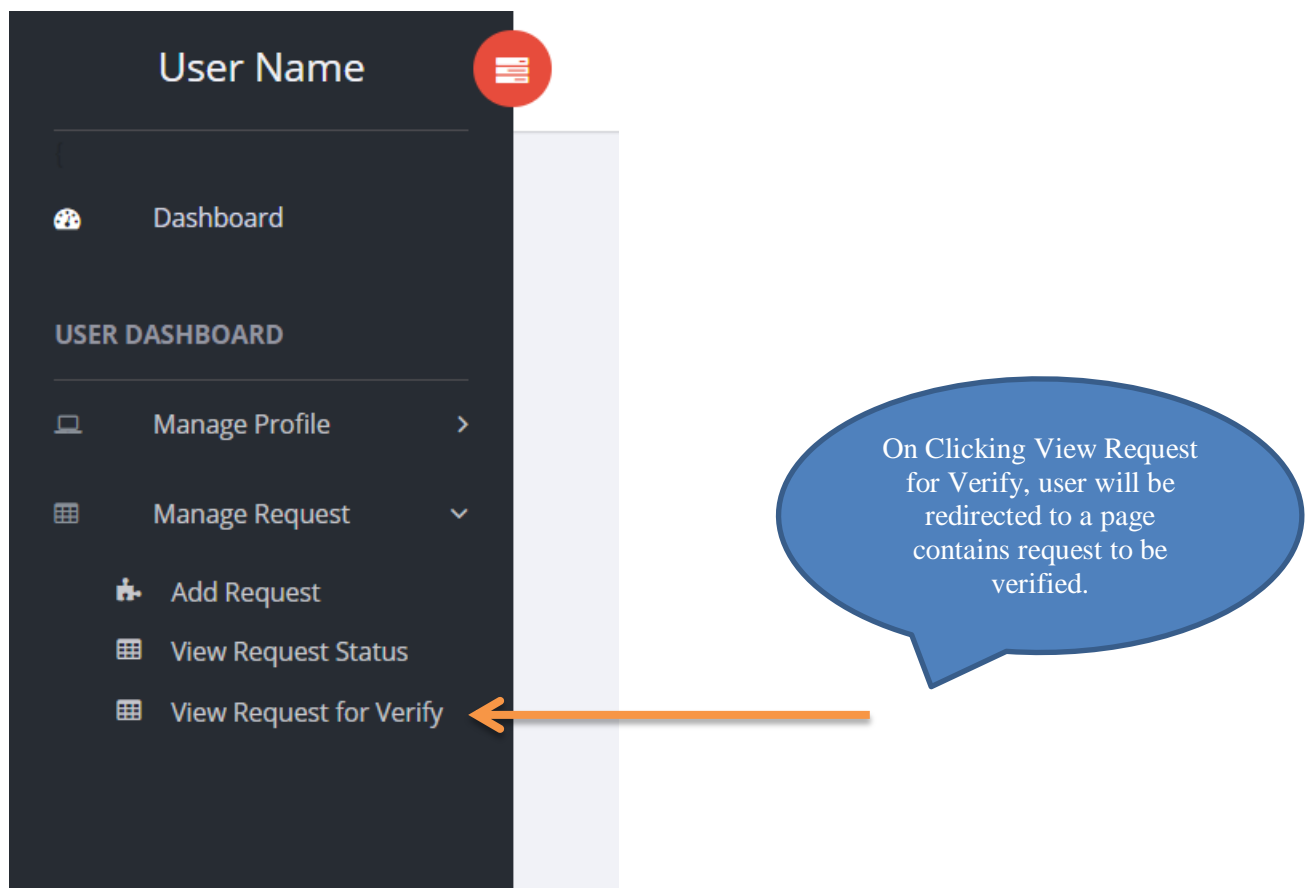 User Name
Dashboard
USER DASHBOARD
Manage Profile
Manage Request
Add Request
View Request Status
View Request for Verify
On Clicking View Request
for Verify, user will be
redirected to a page
contains request to be
verified.